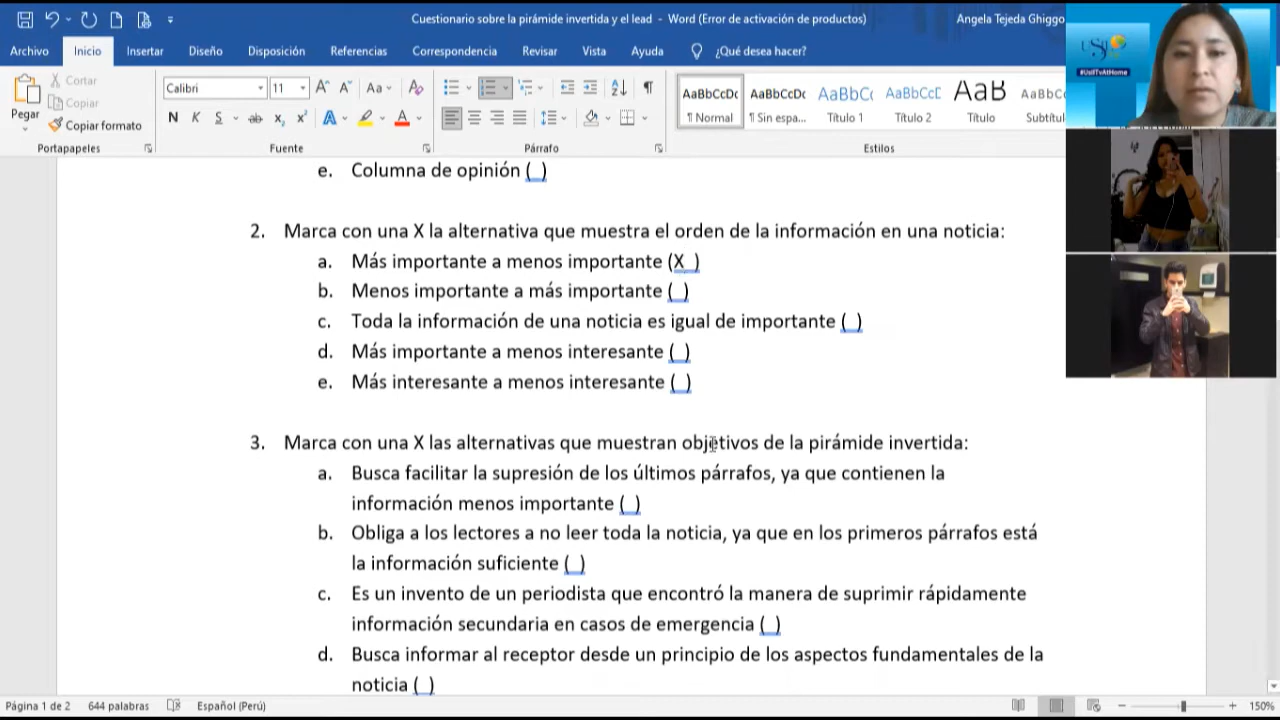 Cuestionario sobre la pirámide invertida y el lead - Word (Error de activación de productos)
Angela Tejeda Ghiggo
Archivo Inicio Insertar Diseño Disposición Referencias Correspondencia Revisar Vista Ayuda ¿Qué desea hacer?
Pegar
Cortar
Copiar
Copiar formato
Portapapeles
Calibri 11
N K S abc x₂ x²
Fuente
Párrafo
AaBbCcDc AaBbCcDc AaBbCc AaBbCcD AaB AaBbCcD
¶ Normal ¶ Sin espa... Título 1 Título 2 Título Subtítul
Estilos
USIL
#UsilTvAtHome
e. Columna de opinión ( )
2. Marca con una X la alternativa que muestra el orden de la información en una noticia:
a. Más importante a menos importante (X )
b. Menos importante a más importante ( )
c. Toda la información de una noticia es igual de importante ( )
d. Más importante a menos interesante ( )
e. Más interesante a menos interesante ( )
3. Marca con una X las alternativas que muestran objetivos de la pirámide invertida:
a. Busca facilitar la supresión de los últimos párrafos, ya que contienen la
información menos importante ( )
b. Obliga a los lectores a no leer toda la noticia, ya que en los primeros párrafos está
la información suficiente ( )
c. Es un invento de un periodista que encontró la manera de suprimir rápidamente
información secundaria en casos de emergencia ( )
d. Busca informar al receptor desde un principio de los aspectos fundamentales de la
noticia ( )
Página 1 de 2 644 palabras Español (Perú) 150%